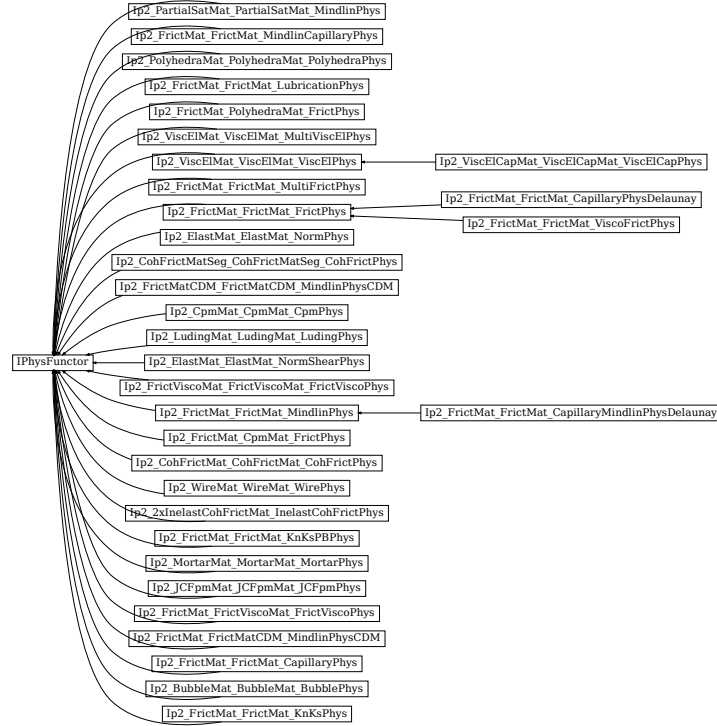 Ip2_PartialSatMat_PartialSatMat_MindlinPhys
Ip2_FrictMat_FrictMat_MindlinCapillaryPhys
Ip2_PolyhedraMat_PolyhedraMat_PolyhedraPhys
Ip2_FrictMat_FrictMat_LubricationPhys
Ip2_FrictMat_PolyhedraMat_FrictPhys
Ip2_ViscElMat_ViscElMat_MultiViscElPhys
Ip2_ViscElMat_ViscElMat_ViscElPhys
Ip2_ViscElCapMat_ViscElCapMat_ViscElCapPhys
Ip2_FrictMat_FrictMat_MultiFrictPhys
Ip2_FrictMat_FrictMat_CapillaryPhysDelaunay
Ip2_FrictMat_FrictMat_FrictPhys
Ip2_FrictMat_FrictMat_ViscoFrictPhys
Ip2_ElastMat_ElastMat_NormPhys
Ip2_CohFrictMatSeg_CohFrictMatSeg_CohFrictPhys
Ip2_FrictMatCDM_FrictMatCDM_MindlinPhysCDM
Ip2_CpmMat_CpmMat_CpmPhys
Ip2_LudingMat_LudingMat_LudingPhys
IPhysFunctor
Ip2_ElastMat_ElastMat_NormShearPhys
Ip2_FrictViscoMat_FrictViscoMat_FrictViscoPhys
Ip2_FrictMat_FrictMat_MindlinPhys
Ip2_FrictMat_FrictMat_CapillaryMindlinPhysDelaunay
Ip2_FrictMat_CpmMat_FrictPhys
Ip2_CohFrictMat_CohFrictMat_CohFrictPhys
Ip2_WireMat_WireMat_WirePhys
Ip2_2xInelastCohFrictMat_InelastCohFrictPhys
Ip2_FrictMat_FrictMat_KnKsPBPhys
Ip2_MortarMat_MortarMat_MortarPhys
Ip2_JCFpmMat_JCFpmMat_JCFpmPhys
Ip2_FrictMat_FrictViscoMat_FrictViscoPhys
Ip2_FrictMat_FrictMatCDM_MindlinPhysCDM
Ip2_FrictMat_FrictMat_CapillaryPhys
Ip2_BubbleMat_BubbleMat_BubblePhys
Ip2_FrictMat_FrictMat_KnKsPhys